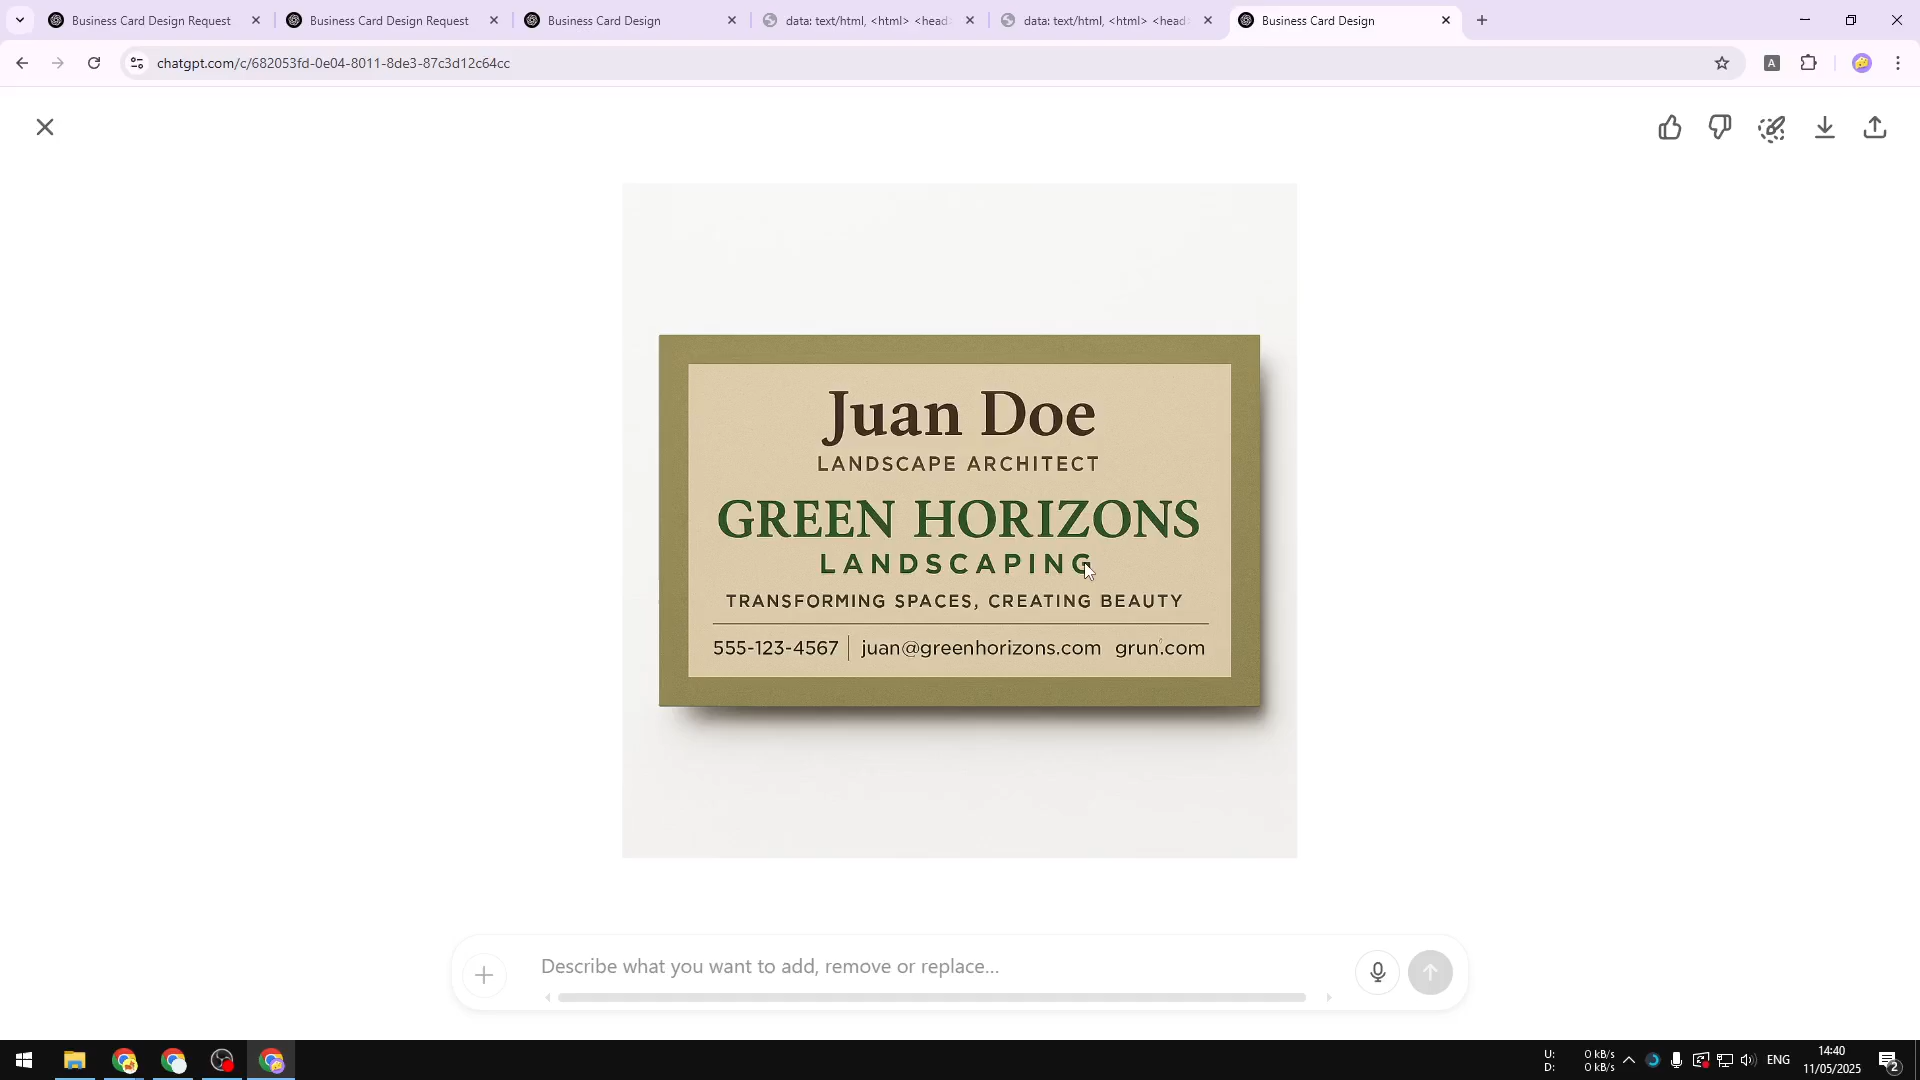 Business Card Design Request
Business Card Design Request
Business Card Design
data: text/html, <html> <head>
data: text/html, <html> <head>
Business Card Design
chatgpt.com/c/682053fd-0e04-8011-8de3-87c3d12c64cc
A
Juan Doe
LANDSCAPE ARCHITECT
GREEN HORIZONS
LANDSCAPING
TRANSFORMING SPACES, CREATING BEAUTY
555-123-4567 | juan@greenhorizons.com grun.com
Describe what you want to add, remove or replace...
U: 0 kB/s
D: 0 kB/s
ENG
14:40
11/05/2025
2